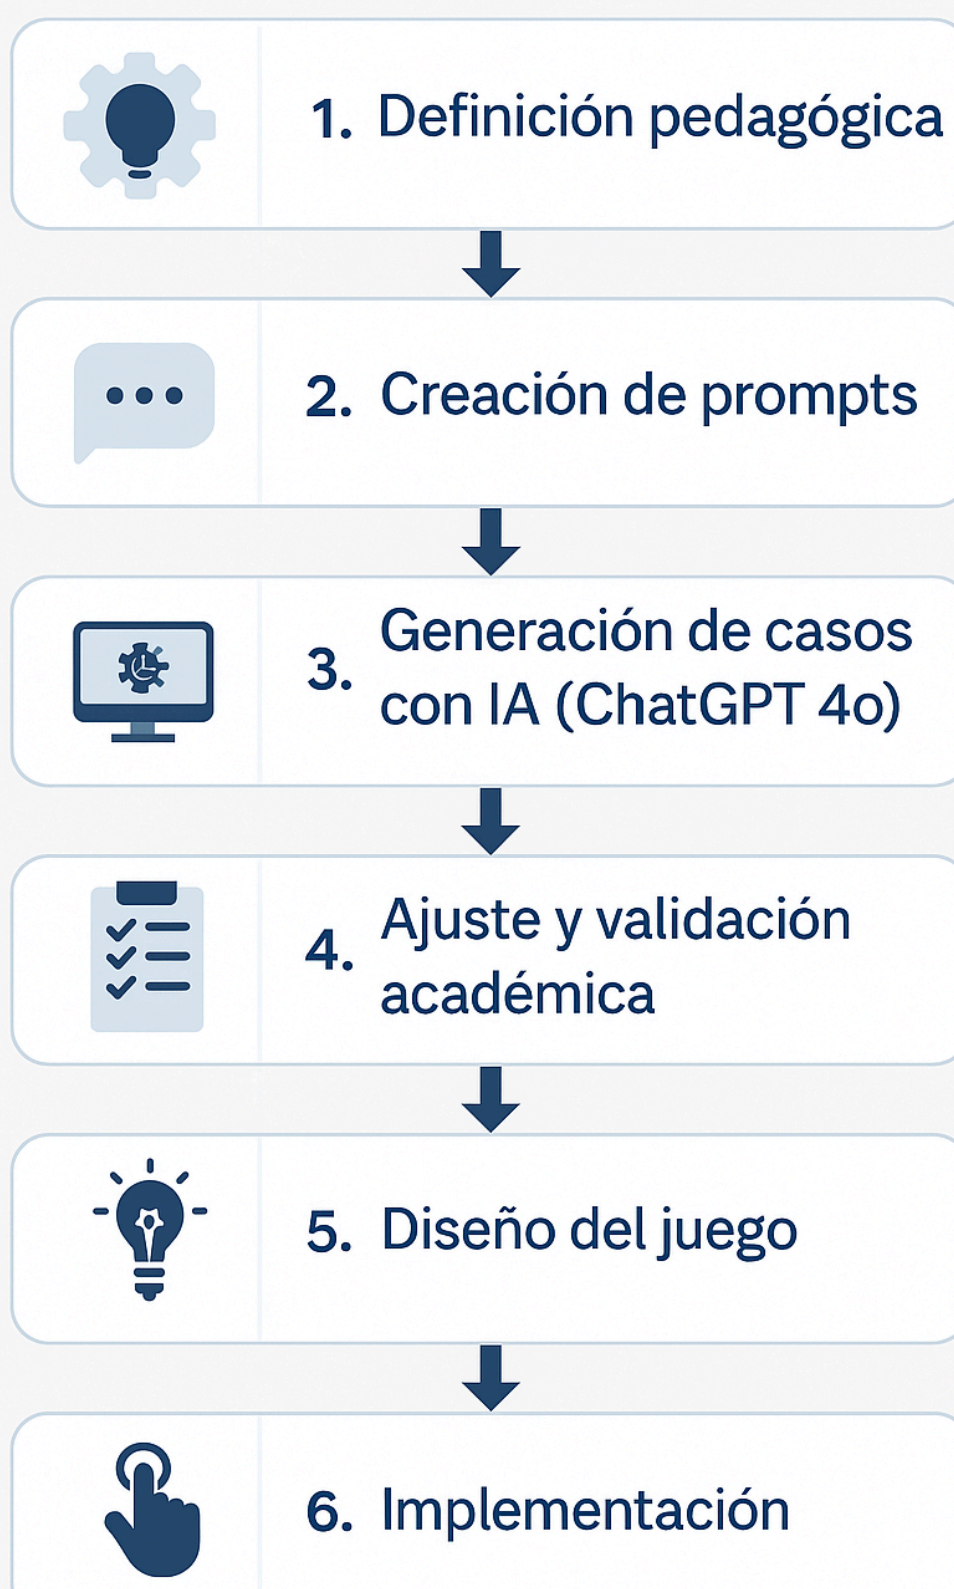 1. Definición pedagógica
2. Creación de prompts
3. Generación de casos
con IA (ChatGPT 4o)
4. Ajuste y validación
académica
5. Diseño del juego
6. Implementación